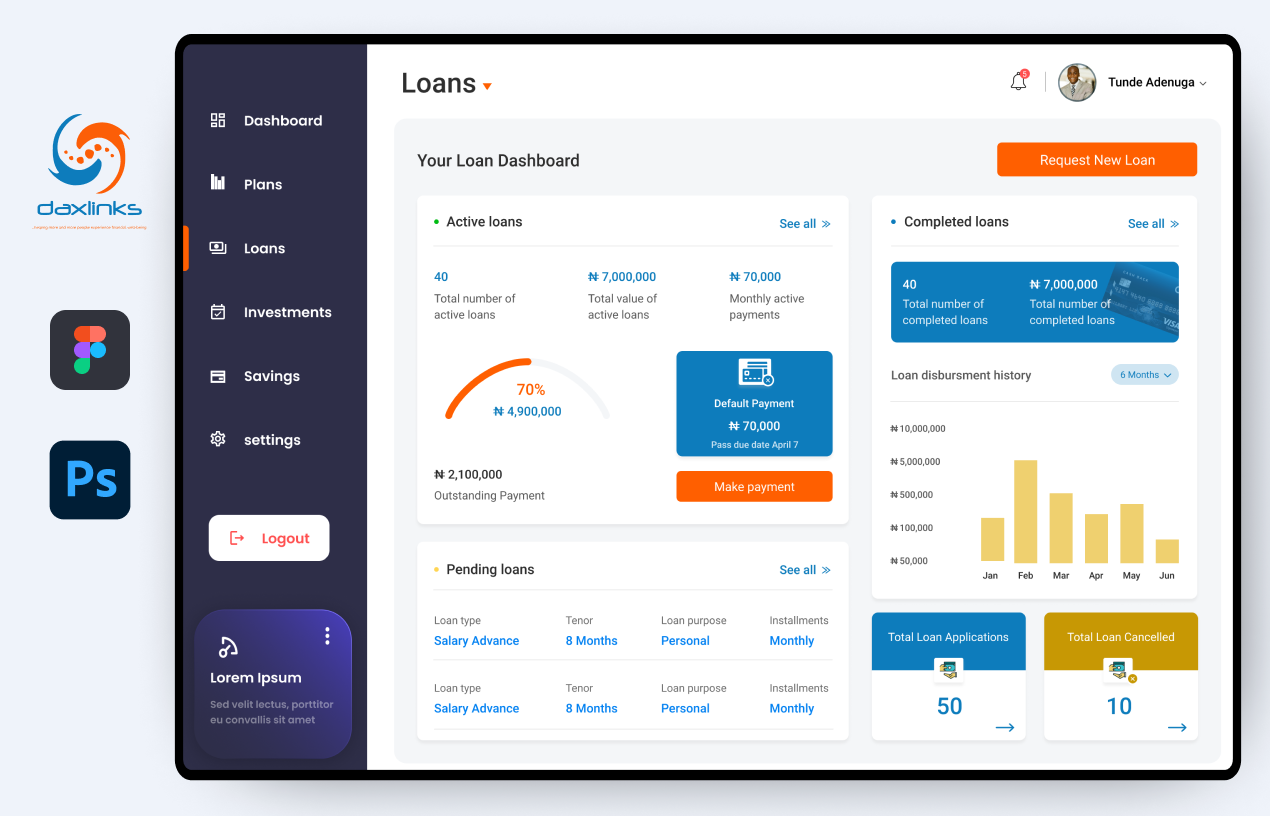 daxlinks
Ps
Dashboard
Plans
Loans
Investments
Savings
settings
Logout
Lorem Ipsum
Sed velit lectus, porttitor
eu convallis sit amet
Loans
5
Tunde Adenuga
Your Loan Dashboard
Request New Loan
Active loans
See all
40
₦ 7,000,000
₦ 70,000
Total number of
active loans
Total value of
active loans
Monthly active
payments
70%
₦ 4,900,000
Default Payment
₦ 70,000
Pass due date April 7
₦ 2,100,000
Outstanding Payment
Make payment
Pending loans
See all
Loan type
Tenor
Loan purpose
Installments
Salary Advance
8 Months
Personal
Monthly
Loan type
Tenor
Loan purpose
Installments
Salary Advance
8 Months
Personal
Monthly
Completed loans
See all
40
Total number of
completed loans
₦ 7,000,000
Total number of
completed loans
VISA
Loan disbursment history
6 Months
₦ 10,000,000
₦ 5,000,000
₦ 500,000
₦ 100,000
₦ 50,000
Jan
Feb
Mar
Apr
May
Jun
Total Loan Applications
50
Total Loan Cancelled
10